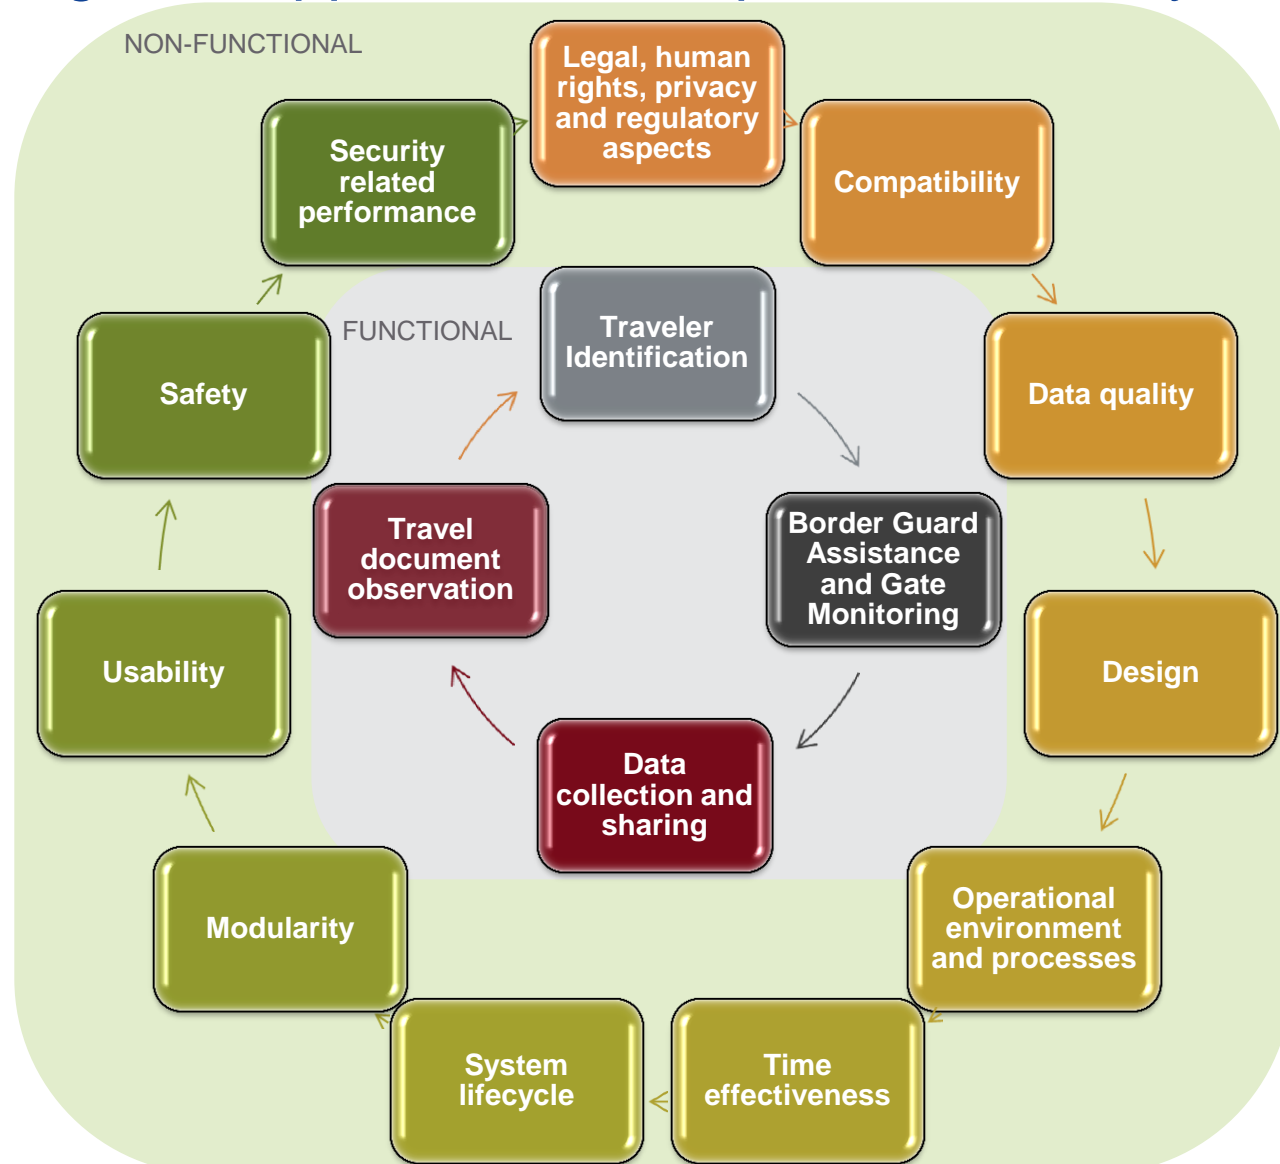 NON-FUNCTIONAL
Legal, human
rights, privacy
and regulatory
aspects
Security
related
performance
Compatibility
FUNCTIONAL
Traveler
Identification
Safety
Data quality
Travel
document
observation
Border Guard
Assistance
and Gate
Monitoring
Usability
Design
Data
collection and
sharing
Modularity
Operational
environment
and processes
System
lifecycle
Time
effectiveness